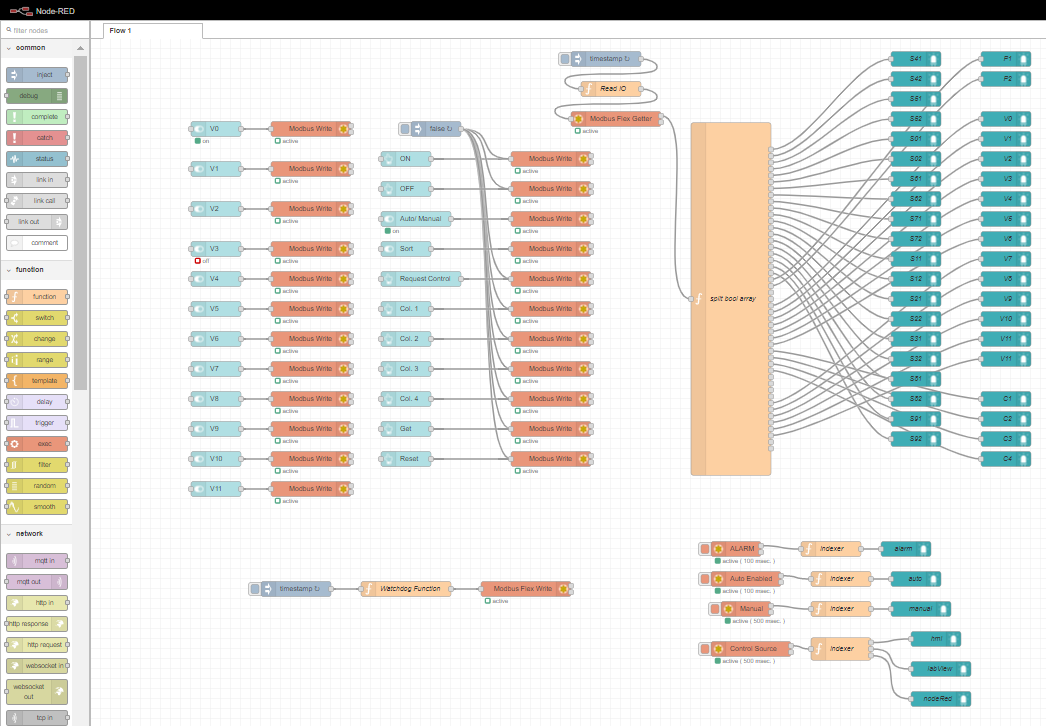 Node-RED
filter nodes
Flow 1
common
inject
debug
complete
catch
status
link in
link call
link out
comment
function
function
switch
change
range
template
delay
trigger
exec
filter
random
smooth
network
mqtt in
mqtt out
http in
http response
http request
websocket in
websocket
out
tcp in
V0
on
Modbus Write
active
V1
Modbus Write
active
V2
Modbus Write
active
V3
off
Modbus Write
active
V4
Modbus Write
active
V5
Modbus Write
active
V6
Modbus Write
active
V7
Modbus Write
active
V8
Modbus Write
active
V9
Modbus Write
active
V10
Modbus Write
active
V11
Modbus Write
active
false ↻
ON
Modbus Write
active
OFF
Modbus Write
active
Auto/ Manual
on
Modbus Write
active
Sort
Modbus Write
active
Request Control
Modbus Write
active
Col. 1
Modbus Write
active
Col. 2
Modbus Write
active
Col. 3
Modbus Write
active
Col. 4
Modbus Write
active
Get
Modbus Write
active
Reset
Modbus Write
active
timestamp ↻
Read IO
Modbus Flex Getter
active
split bool array
S41
S42
S01
S02
S62
S71
S72
S11
S12
S21
S22
S31
S32
S91
S92
P1
P2
V0
V1
V2
V3
V4
V5
V6
V7
V8
V9
V10
V11
V11
C1
C2
C3
C4
timestamp ↻
Watchdog Function
Modbus Flex Write
active
ALARM
active ( 100 msec. )
Indexer
alarm
Auto Enabled
active ( 100 msec. )
Indexer
auto
Manual
active ( 500 msec. )
Indexer
manual
Control Source
active ( 500 msec. )
Indexer
hmi
labView
nodeRed